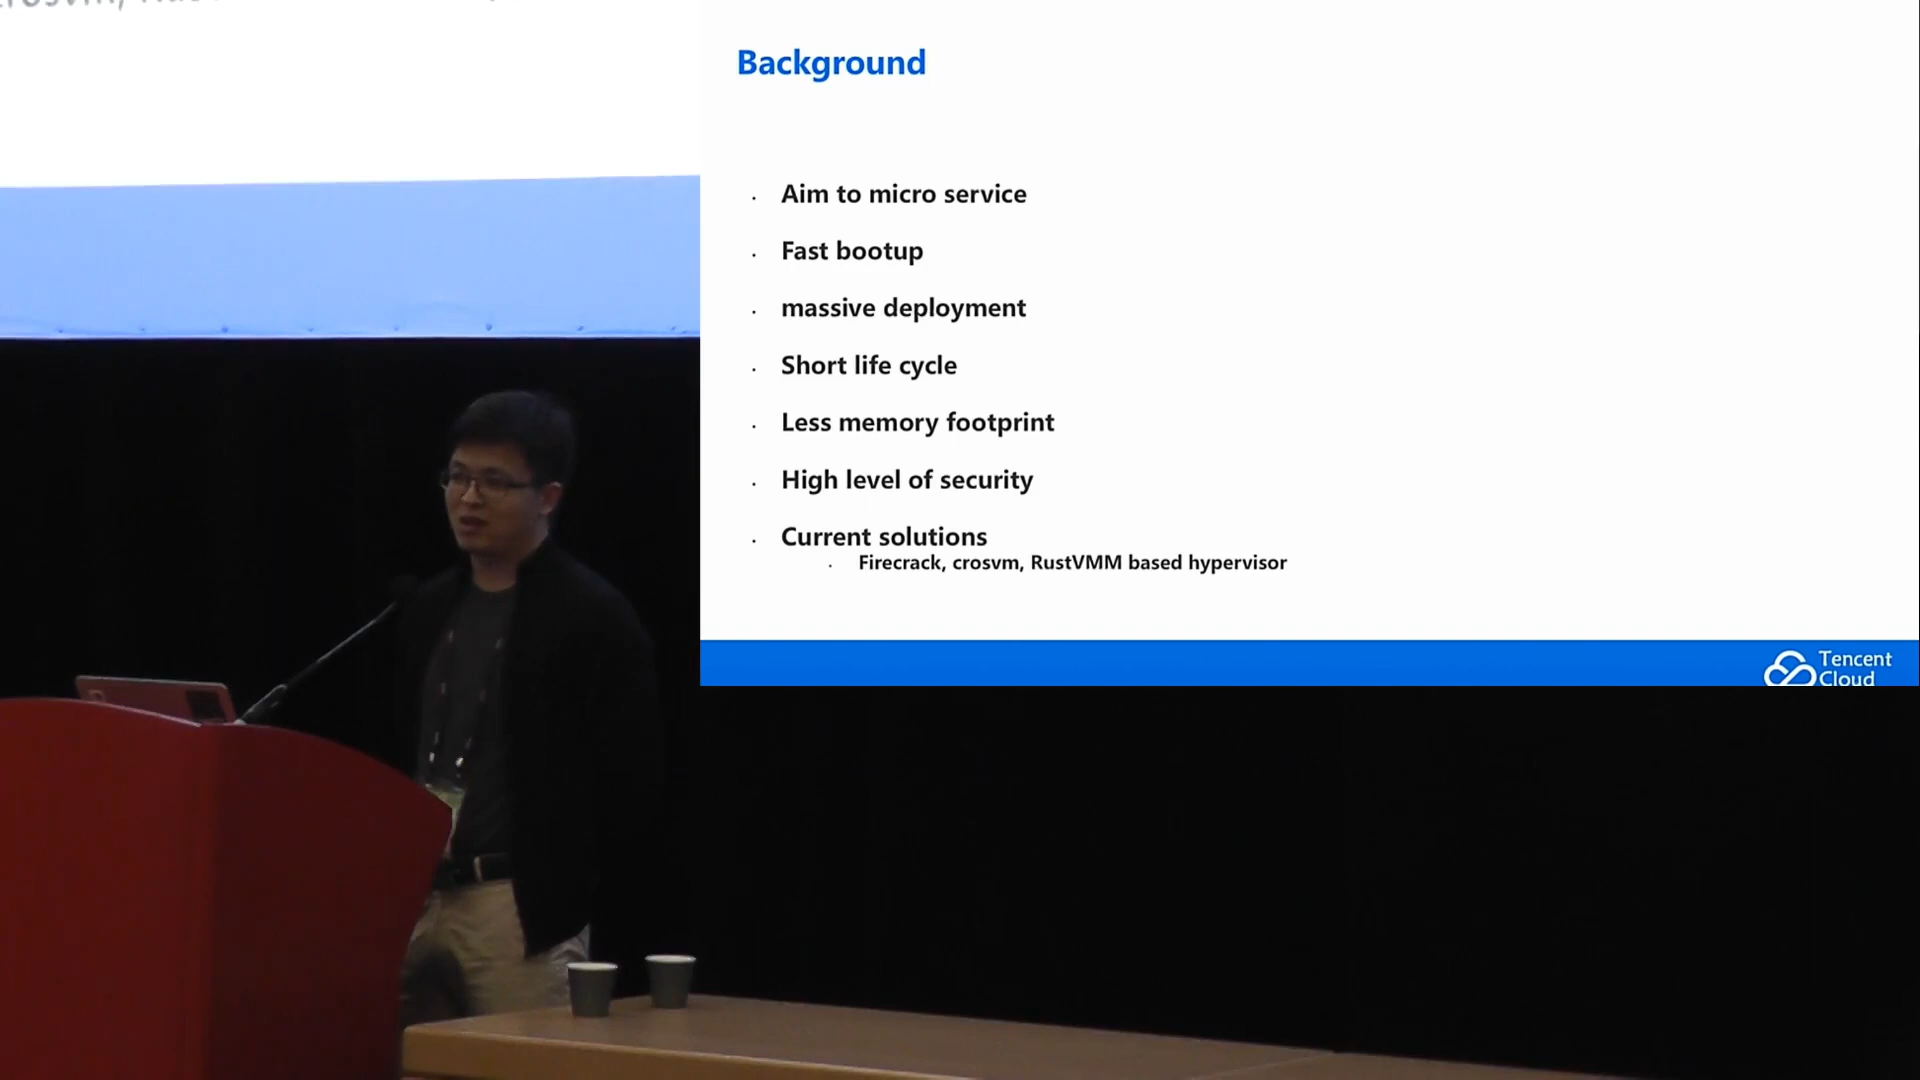 Background
· Aim to micro service
· Fast bootup
· massive deployment
· Short life cycle
· Less memory footprint
· High level of security
· Current solutions
· Firecrack, crosvm, RustVMM based hypervisor
Tencent
Cloud